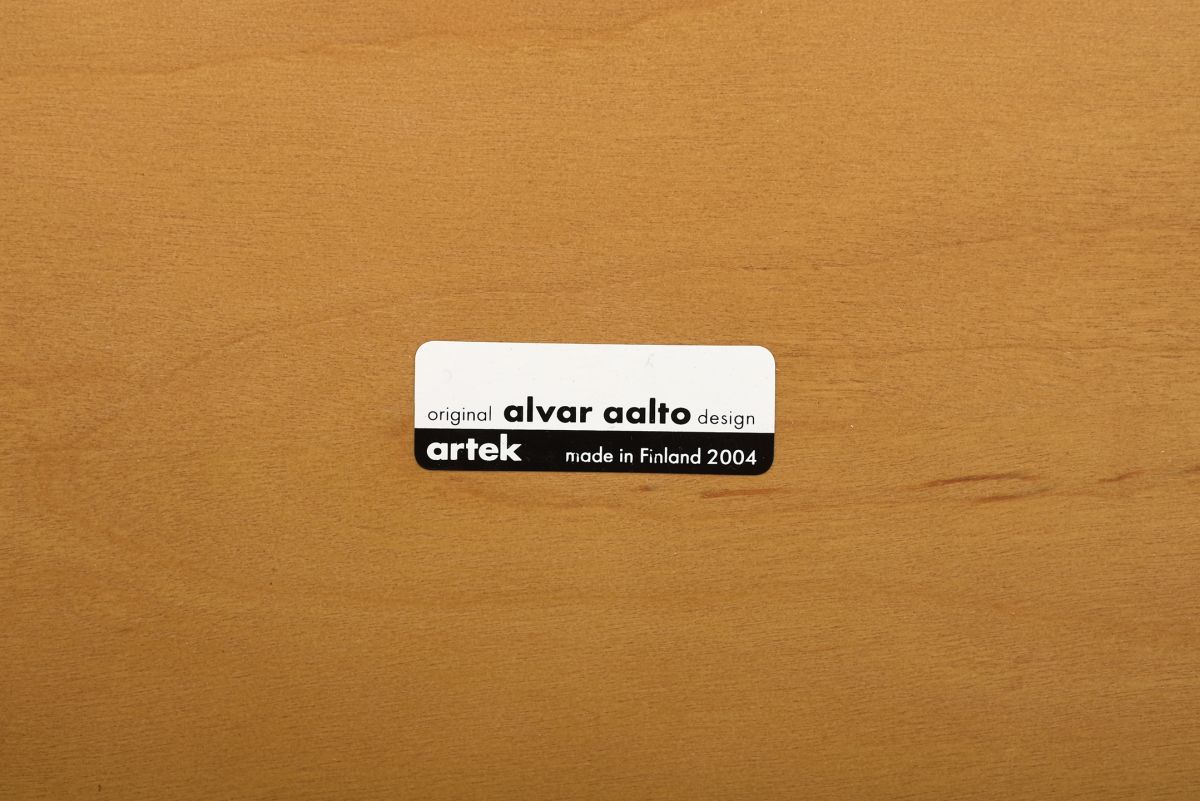 original alvar aalto design
artek made in Finland 2004